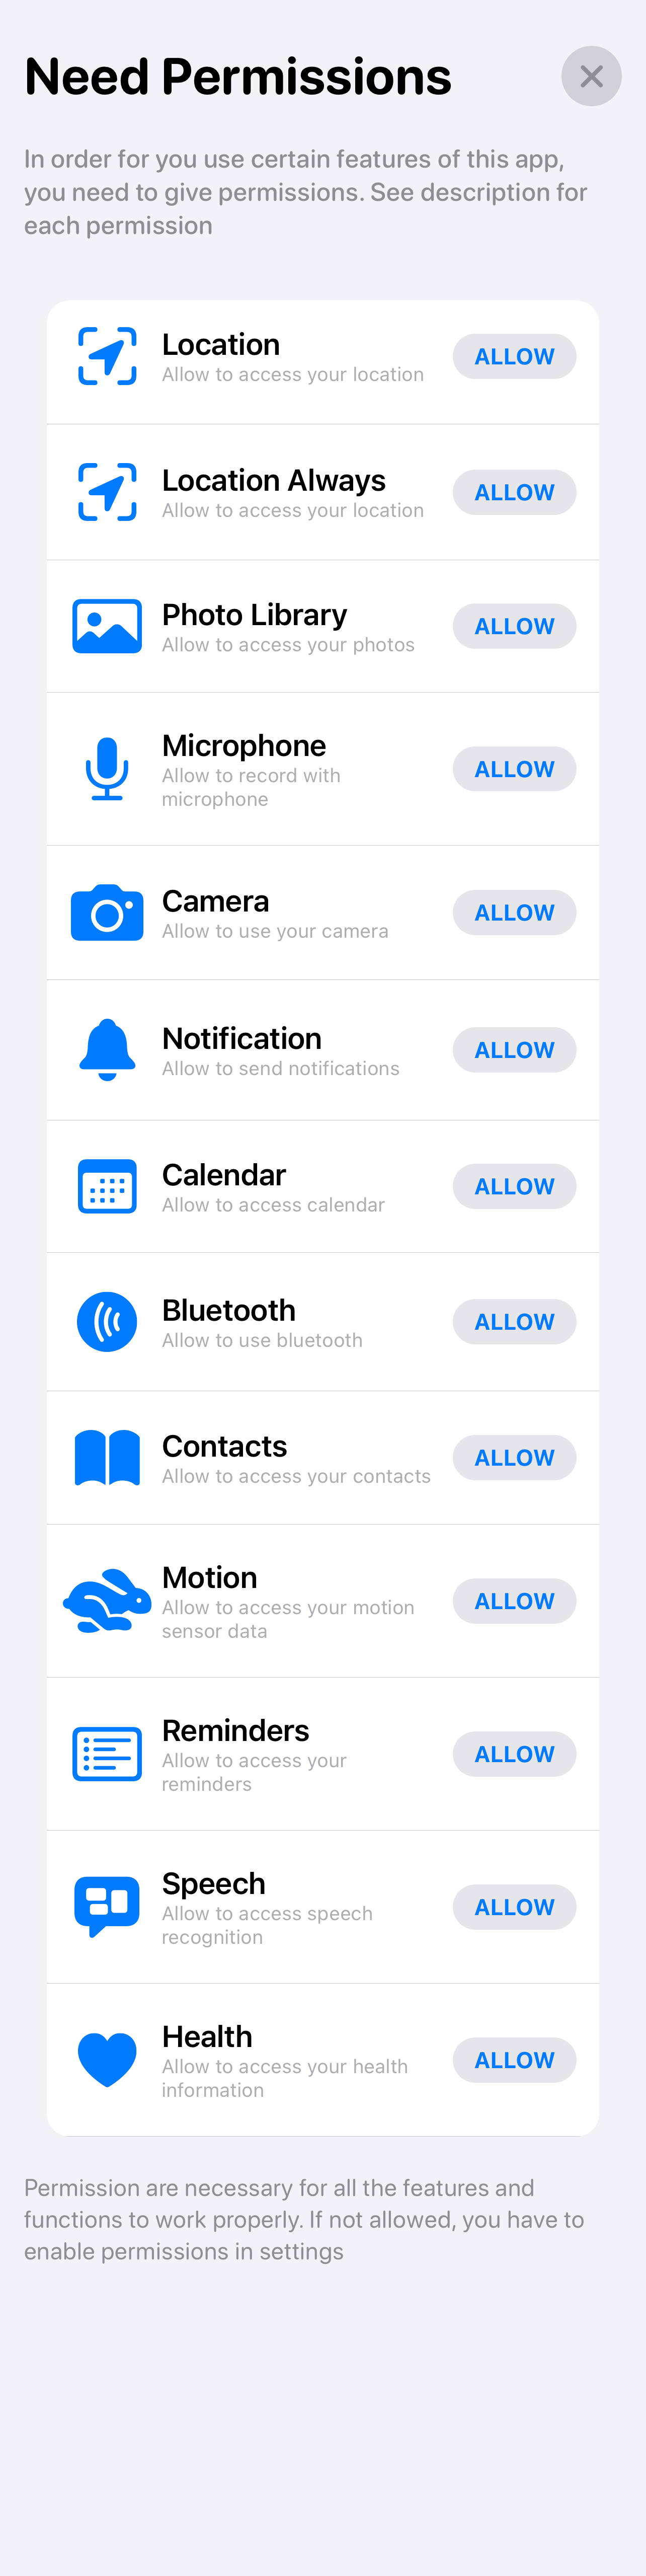 Need Permissions
In order for you use certain features of this app,
you need to give permissions. See description for
each permission
Location
Allow to access your location
ALLOW
Location Always
Allow to access your location
ALLOW
Photo Library
Allow to access your photos
ALLOW
Microphone
Allow to record with
microphone
ALLOW
Camera
Allow to use your camera
ALLOW
Notification
Allow to send notifications
ALLOW
Calendar
Allow to access calendar
ALLOW
Bluetooth
Allow to use bluetooth
ALLOW
Contacts
Allow to access your contacts
ALLOW
Motion
Allow to access your motion
sensor data
ALLOW
Reminders
Allow to access your
reminders
ALLOW
Speech
Allow to access speech
recognition
ALLOW
Health
Allow to access your health
information
ALLOW
Permission are necessary for all the features and
functions to work properly. If not allowed, you have to
enable permissions in settings